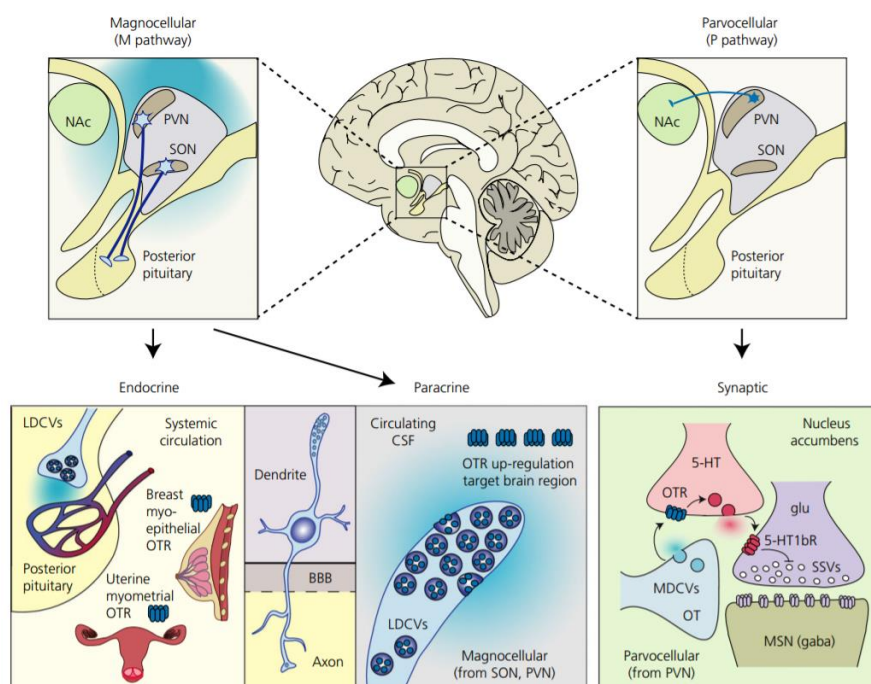 Magnocellular
(M pathway)
NAc
PVN
SON
Posterior
pituitary
Parvocellular
(P pathway)
NAc
PVN
SON
Posterior
pituitary
Endocrine
LDCVs
Systemic
circulation
Breast
myo-
epithelial
OTR
Posterior
pituitary
Uterine
myometrial
OTR
Paracrine
Dendrite
BBB
Axon
Circulating
CSF
OTR up-regulation
target brain region
LDCVs
Magnocellular
(from SON, PVN)
Synaptic
Nucleus
accumbens
5-HT
OTR
glu
5-HT1bR
SSVs
MDCVs
OT
MSN (gaba)
Parvocellular
(from PVN)